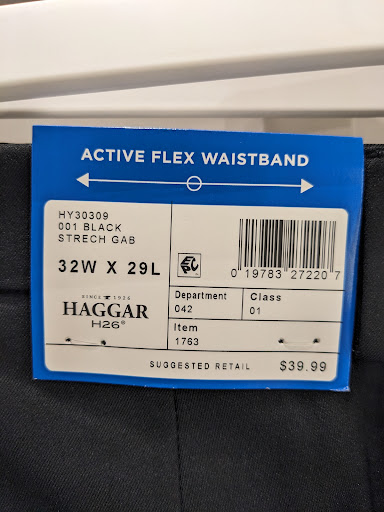 ACTIVE FLEX WAISTBAND
HY30309
001 BLACK
STRECH GAB
32W X 29L
0 19783 27220 7
SINCE 1926
HAGGAR
H26®
Department
042
Class
01
Item
1763
SUGGESTED RETAIL $39.99